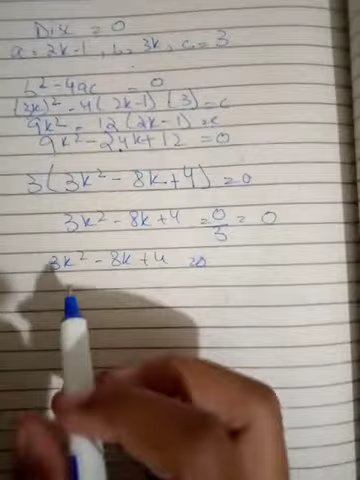 Disc = 0
a = 2k-1, b = 3k, c = 3
b² - 4ac = 0
(3k)² - 4(2k-1)(3) = 0
9k² - 12(2k-1) = 0
9k² - 24k + 12 = 0
3(3k² - 8k + 4) = 0
3k² - 8k + 4 = 0/3 = 0
3k² - 8k + 4 = 0